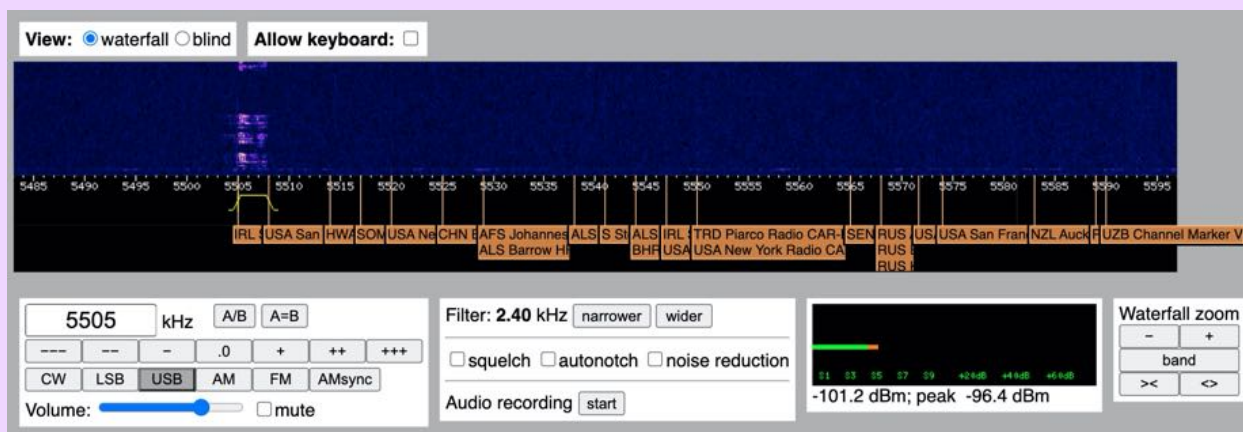 View: waterfall blind Allow keyboard:
5485 5490 5495 5500 5505 5510 5515 5520 5525 5530 5535 5540 5545 5550 5555 5560 5565 5570 5575 5580 5585 5590 5595
IRL USA San HWA SOM USA Ne CHN AFS Johannes ALS S St ALS IRL TRD Piarco Radio CAR- SEN RUS USA San Fran NZL Auck UZB Channel Marker V
ALS Barrow H BHR USA USA New York Radio CA RUS
RUS
5505 kHz A/B A=B
--- -- - .0 + ++ +++
CW LSB USB AM FM AMsync
Volume: mute
Filter: 2.40 kHz narrower wider
squelch autonotch noise reduction
Audio recording start
S1 S3 S5 S7 S9 +20dB +40dB +60dB
-101.2 dBm; peak -96.4 dBm
Waterfall zoom
- +
band
>< <>